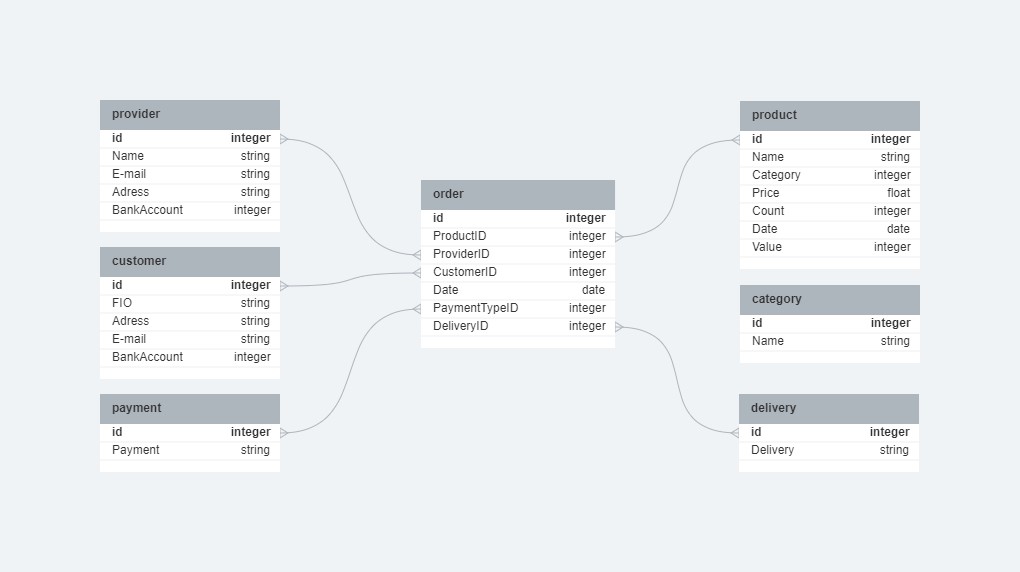 provider
id integer
Name string
E-mail string
Adress string
BankAccount integer
customer
id integer
FIO string
Adress string
E-mail string
BankAccount integer
payment
id integer
Payment string
order
id integer
ProductID integer
ProviderID integer
CustomerID integer
Date date
PaymentTypeID integer
DeliveryID integer
product
id integer
Name string
Category integer
Price float
Count integer
Date date
Value integer
category
id integer
Name string
delivery
id integer
Delivery string